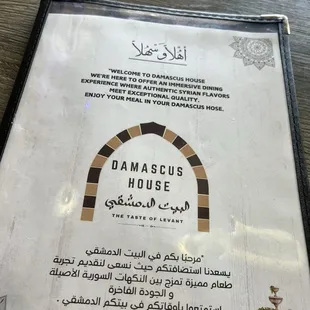 أهلاً وسهلاً
"WELCOME TO DAMASCUS HOUSE
WE'RE HERE TO OFFER AN IMMERSIVE DINING
EXPERIENCE WHERE AUTHENTIC SYRIAN FLAVORS
MEET EXCEPTIONAL QUALITY.
ENJOY YOUR MEAL IN YOUR DAMASCUS HOSE.
DAMASCUS
HOUSE
البيت الدمشقي
THE TASTE OF LEVANT
"مرحبًا بكم في البيت الدمشقي
يسعدنا استضافتكم حيث نسعى لتقديم تجربة
طعام مميزة تمزج بين النكهات السورية الأصيلة
و الجودة الفاخرة
استمتعوا بأوقاتكم في بيتكم الدمشقي .